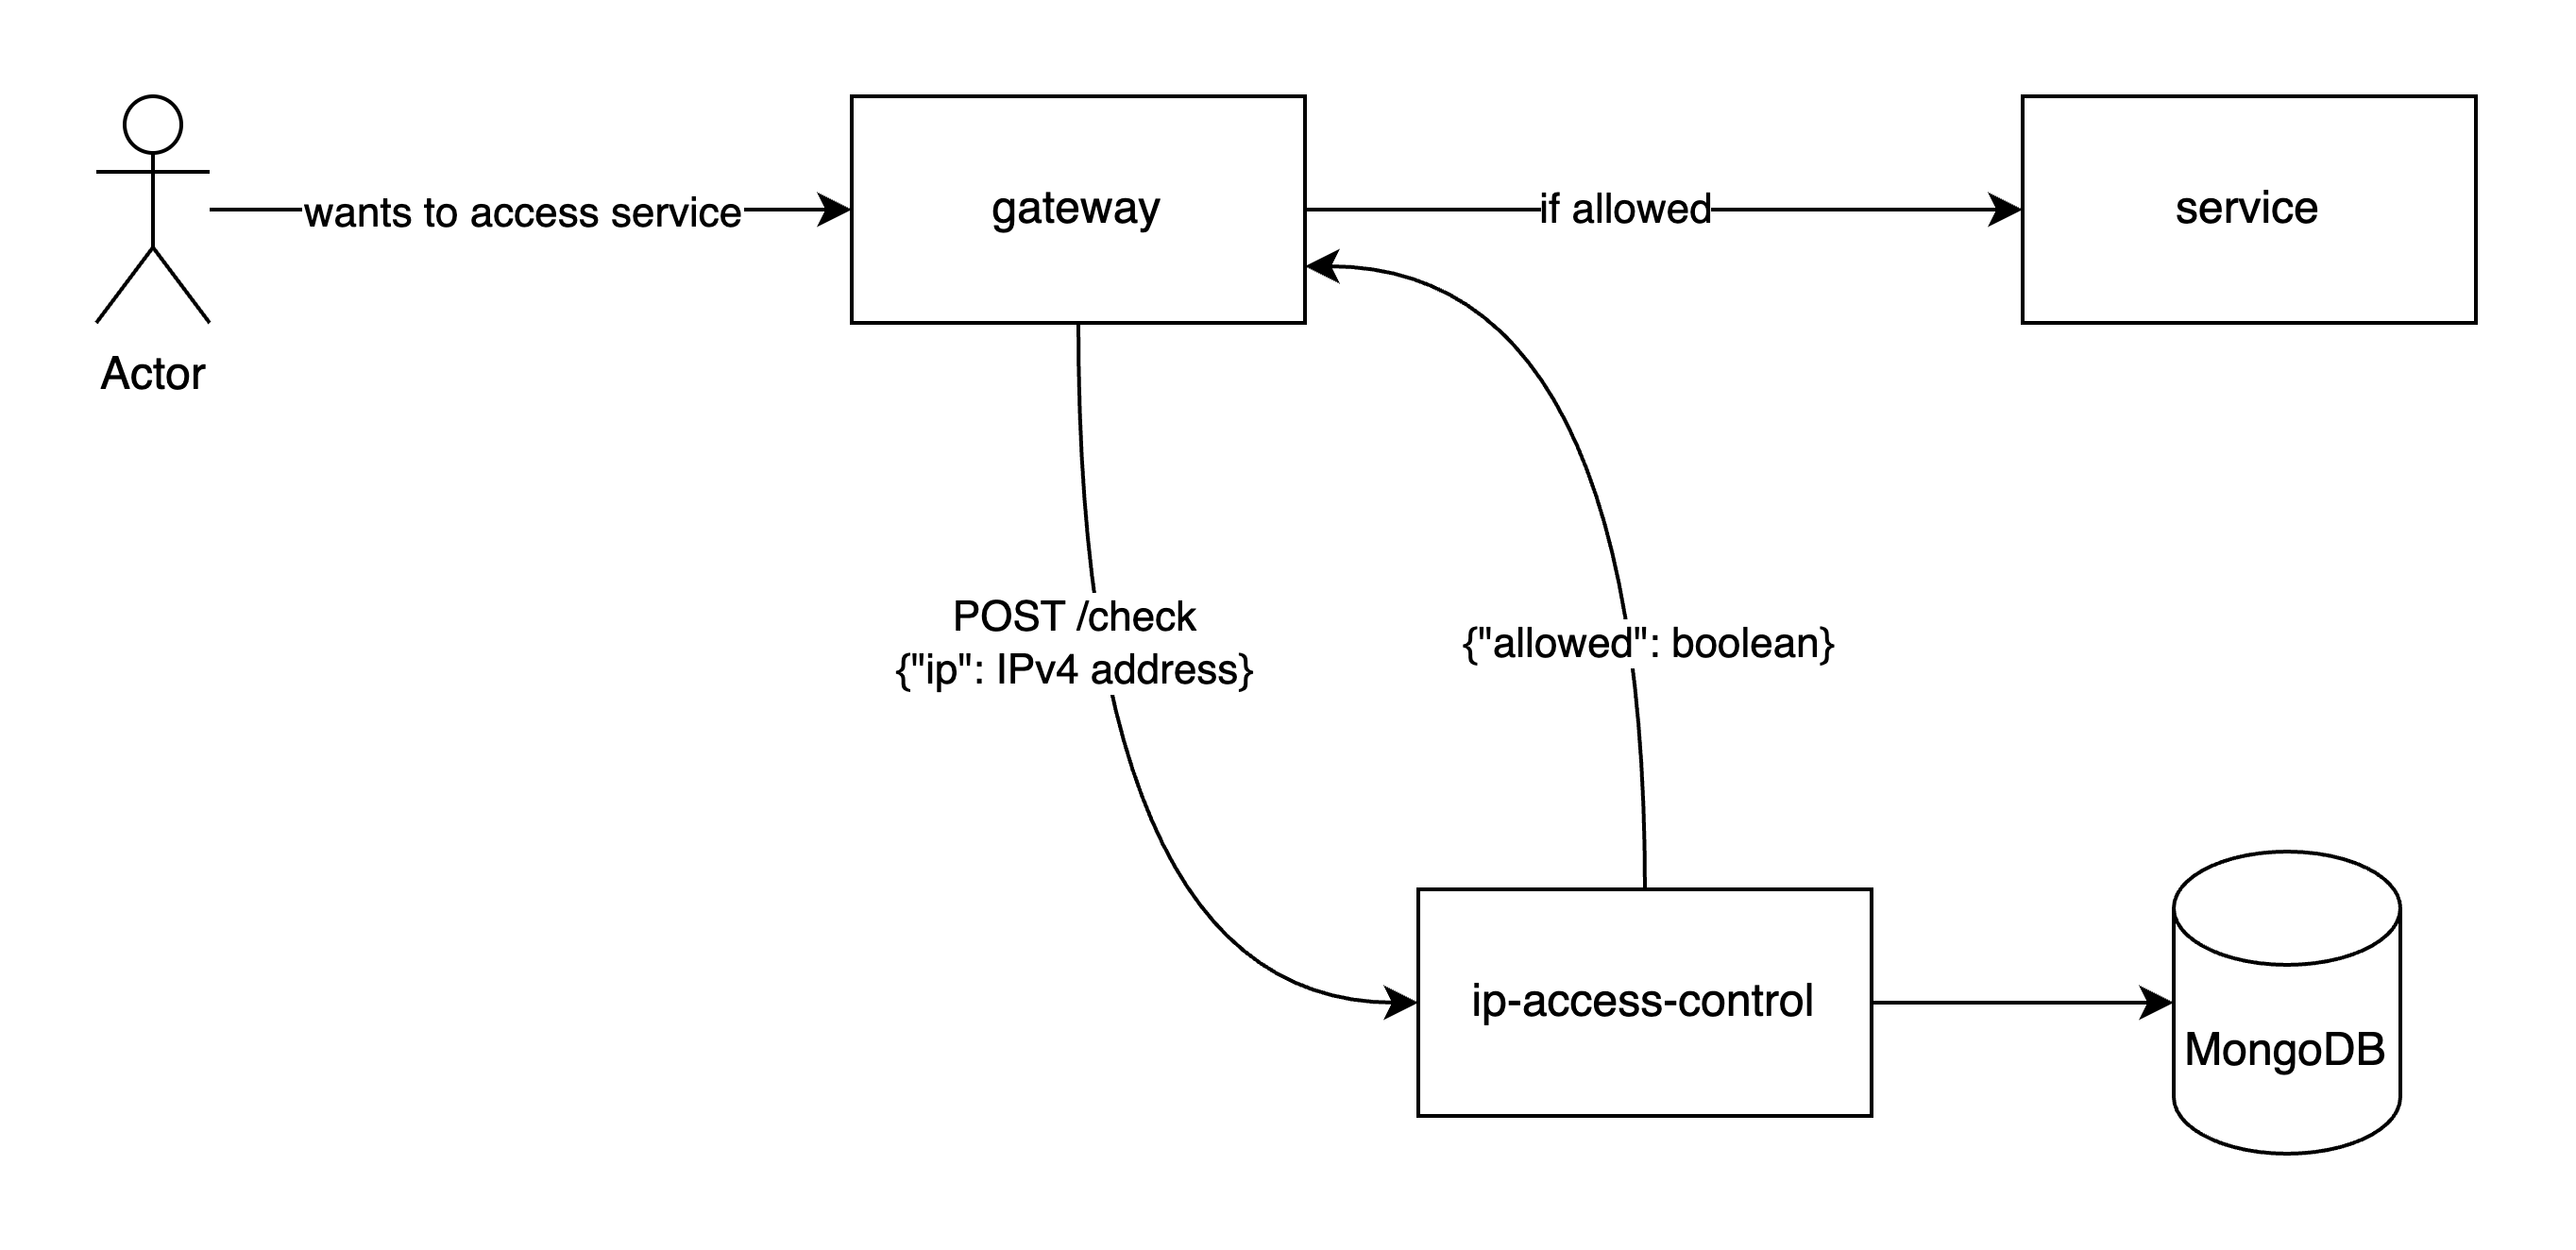 wants to access service
gateway
if allowed
service
Actor
POST /check
{"ip": IPv4 address}
{"allowed": boolean}
ip-access-control
MongoDB